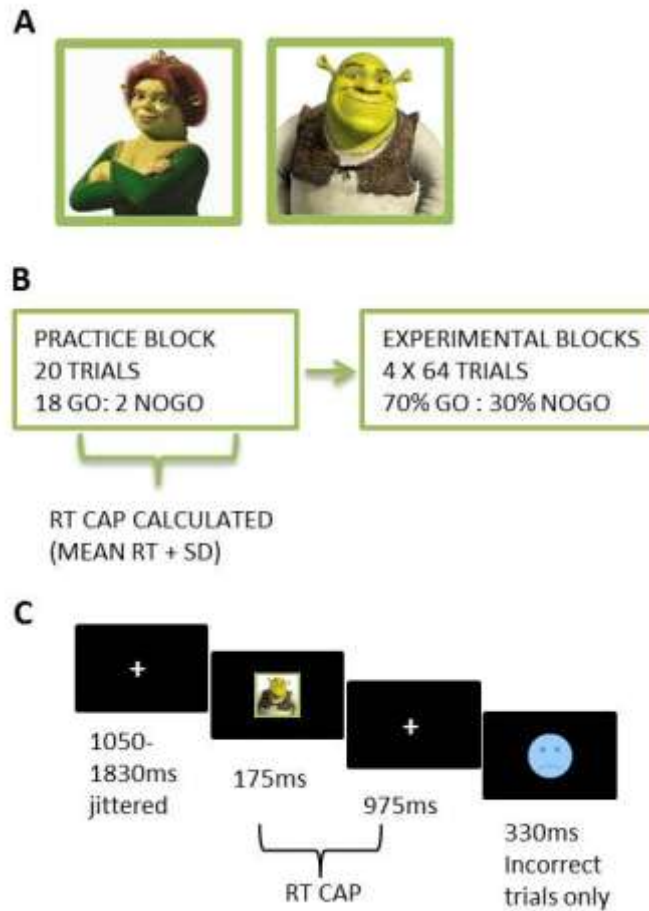 A
B
PRACTICE BLOCK
20 TRIALS
18 GO: 2 NOGO
EXPERIMENTAL BLOCKS
4 X 64 TRIALS
70% GO : 30% NOGO
RT CAP CALCULATED
(MEAN RT + SD)
C
1050-
1830ms
jittered
175ms
975ms
330ms
Incorrect
trials only
RT CAP